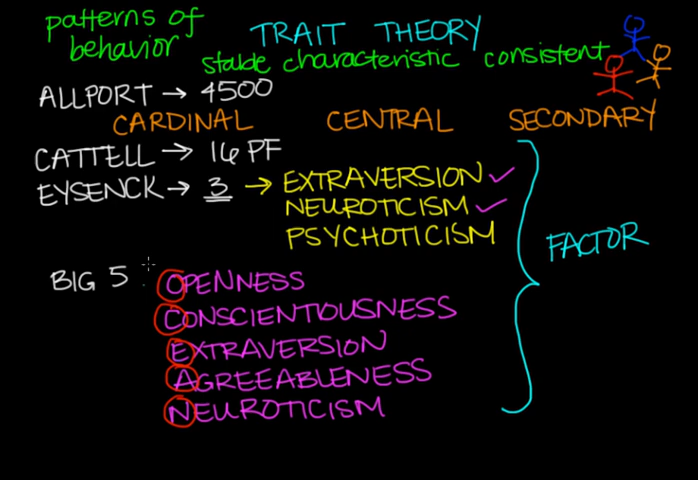 patterns of
behavior
TRAIT THEORY
stable characteristic consistent
ALLPORT → 4500
CARDINAL CENTRAL SECONDARY
CATTELL → 16 PF
EYSENCK → 3 → EXTRAVERSION ✓
NEUROTICISM ✓
PSYCHOTICISM
FACTOR
BIG 5
OPENNESS
CONSCIENTIOUSNESS
EXTRAVERSION
AGREEABLENESS
NEUROTICISM